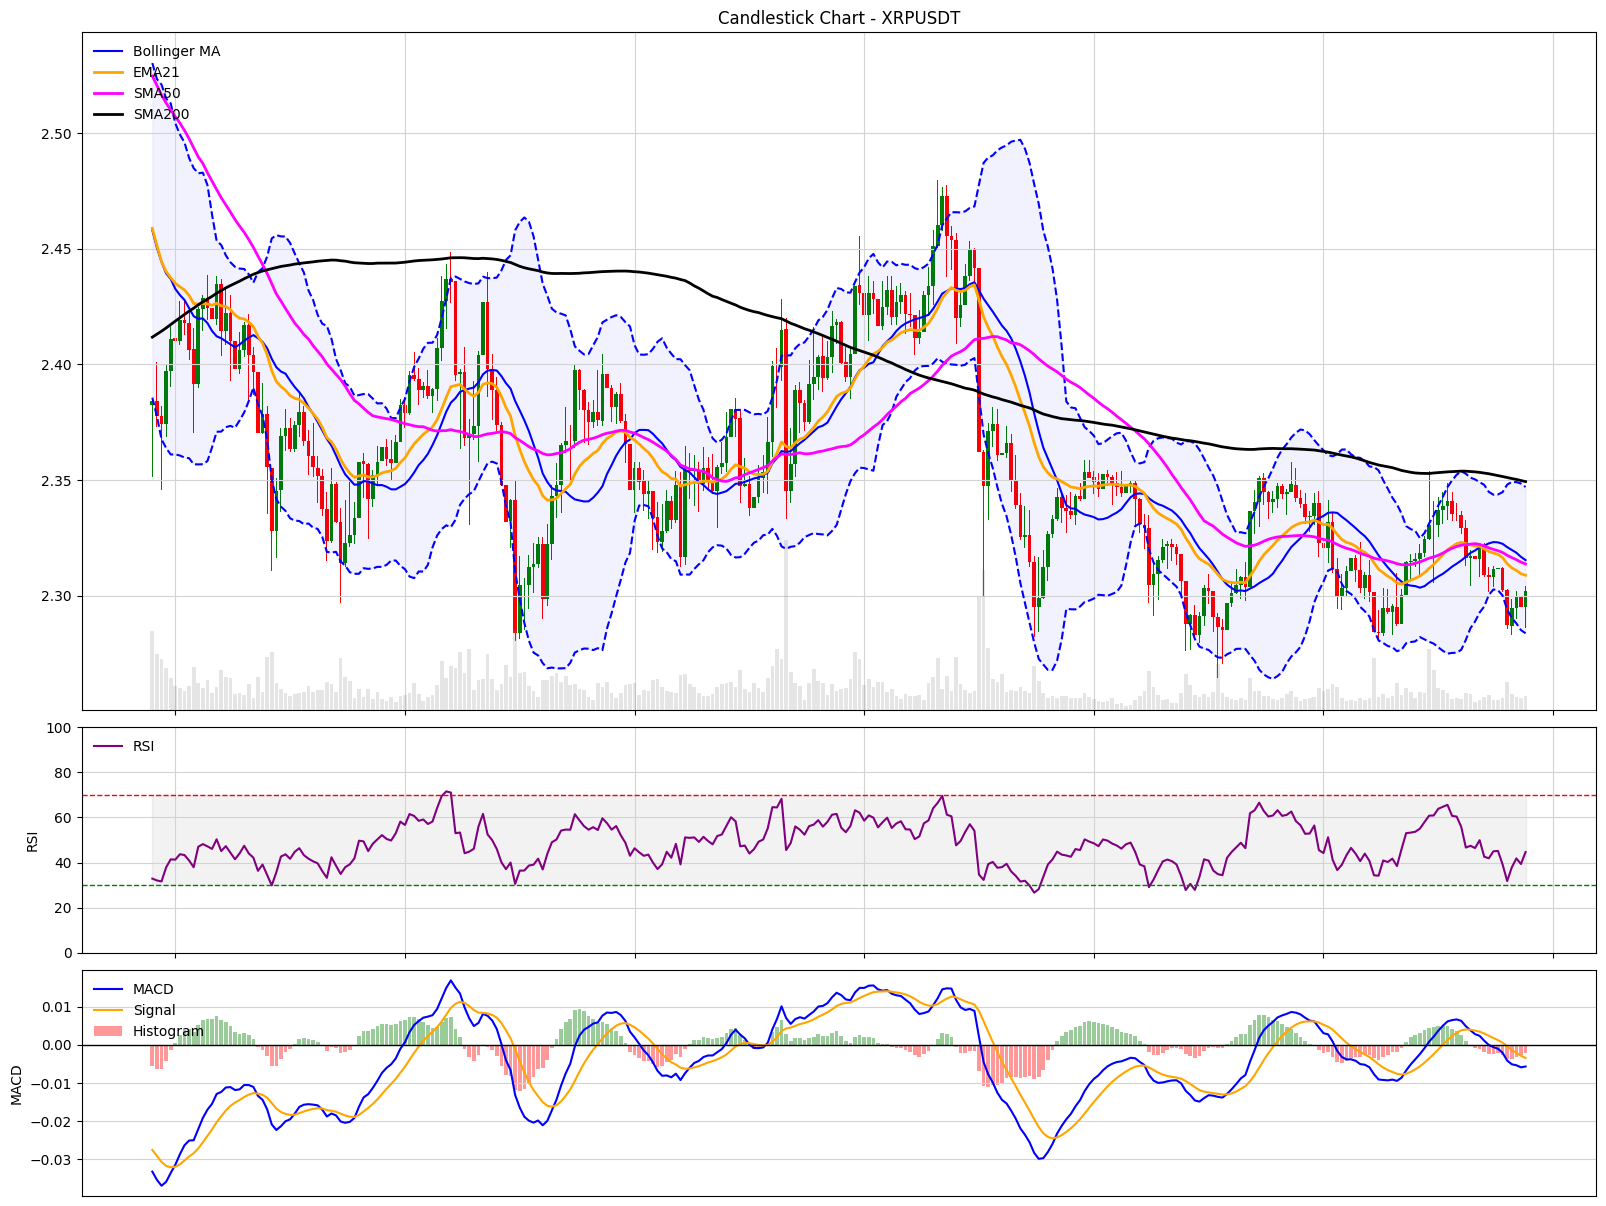 Candlestick Chart - XRPUSDT
Bollinger MA
EMA21
SMA50
SMA200
2.50
2.45
2.40
2.35
2.30
RSI
100
80
60
40
20
0
RSI
MACD
Signal
Histogram
0.01
0.00
−0.01
−0.02
−0.03
MACD